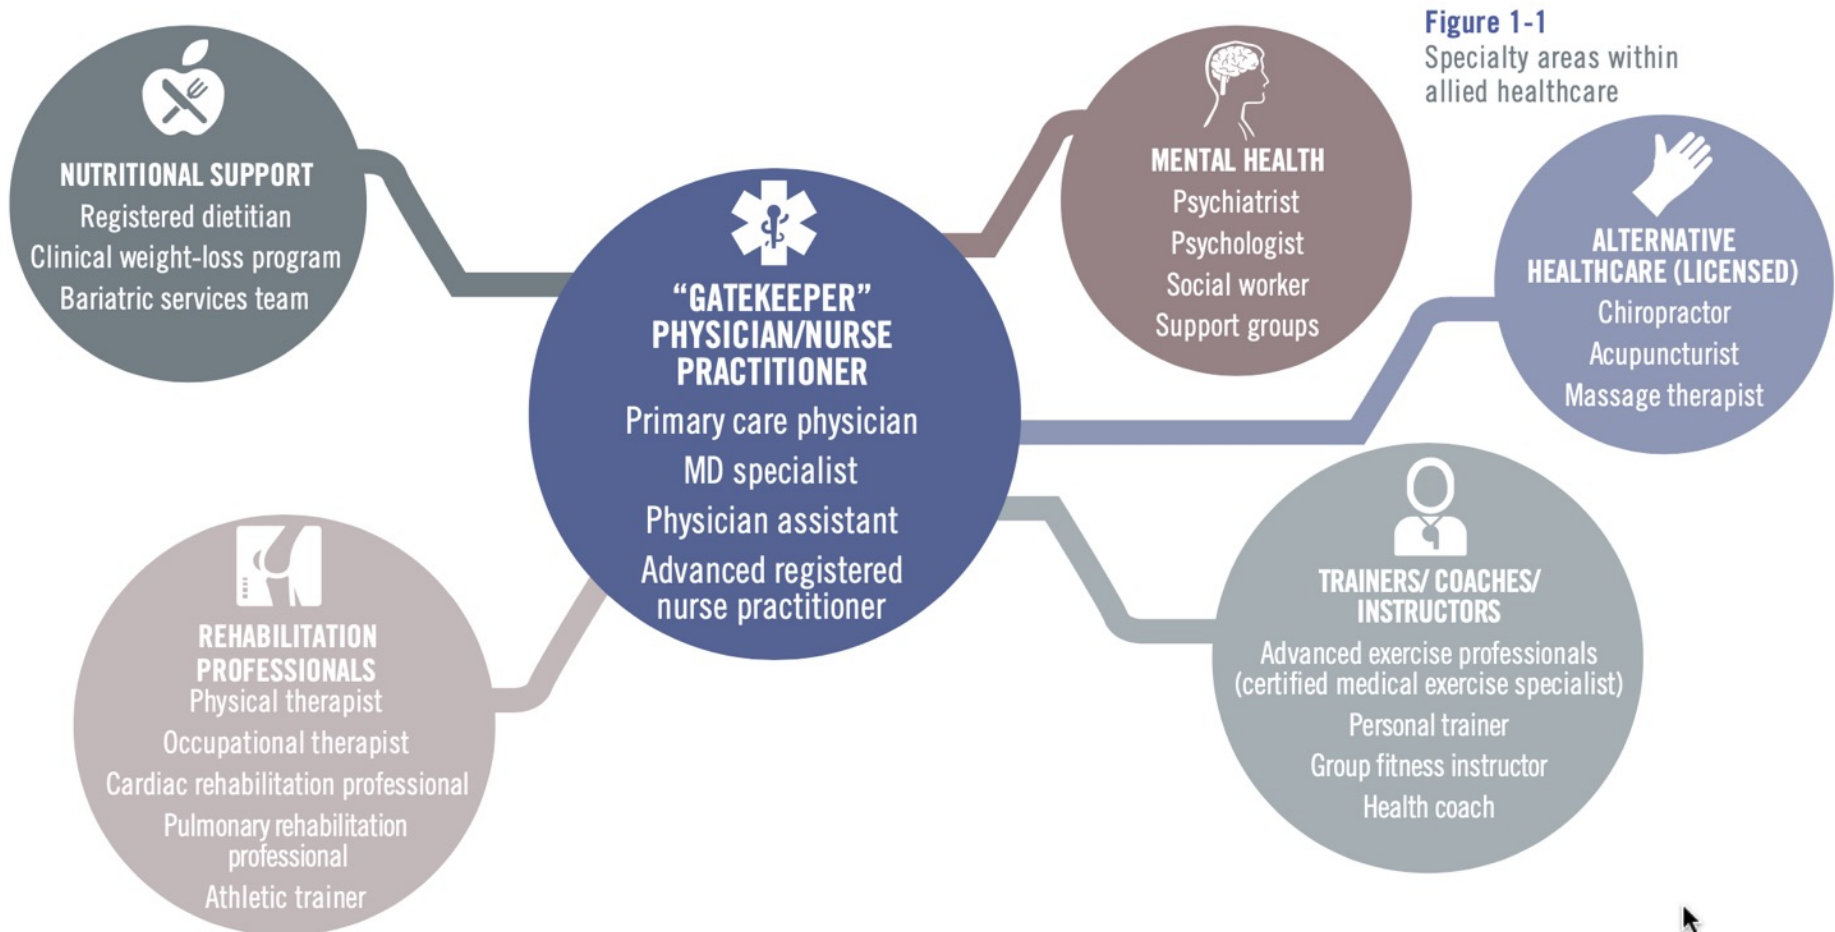 Figure 1-1
Specialty areas within
allied healthcare
NUTRITIONAL SUPPORT
Registered dietitian
Clinical weight-loss program
Bariatric services team
“GATEKEEPER”
PHYSICIAN/NURSE
PRACTITIONER
Primary care physician
MD specialist
Physician assistant
Advanced registered
nurse practitioner
MENTAL HEALTH
Psychiatrist
Psychologist
Social worker
Support groups
ALTERNATIVE
HEALTHCARE (LICENSED)
Chiropractor
Acupuncturist
Massage therapist
REHABILITATION
PROFESSIONALS
Physical therapist
Occupational therapist
Cardiac rehabilitation professional
Pulmonary rehabilitation
professional
Athletic trainer
TRAINERS/ COACHES/
INSTRUCTORS
Advanced exercise professionals
(certified medical exercise specialist)
Personal trainer
Group fitness instructor
Health coach